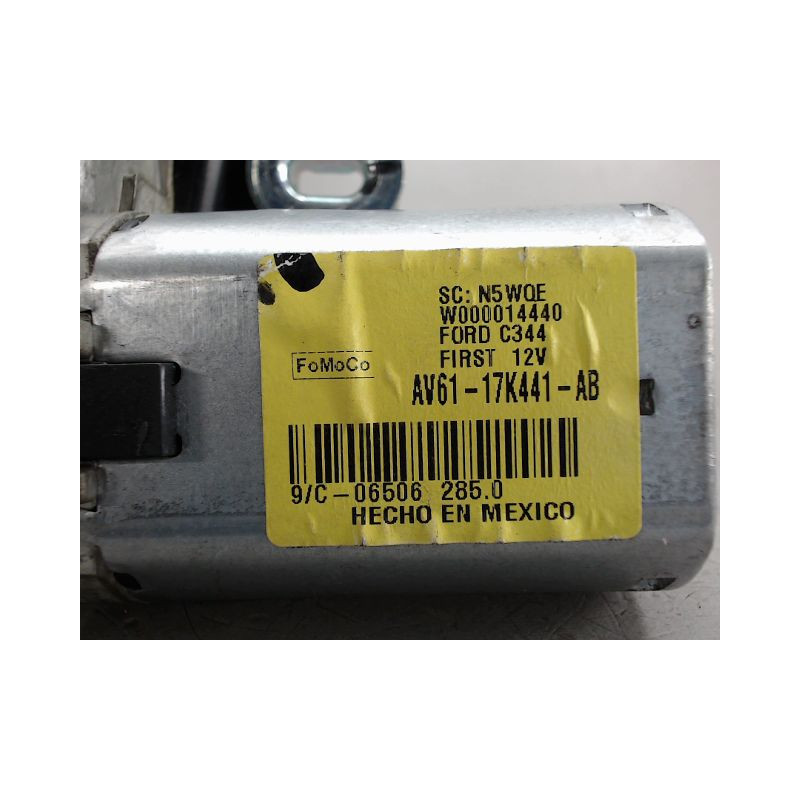 SC: N5WQE
W000014440
FORD C344
FIRST 12V
FoMoCo
AV61-17K441-AB
9/C-06506 285.0
HECHO EN MEXICO